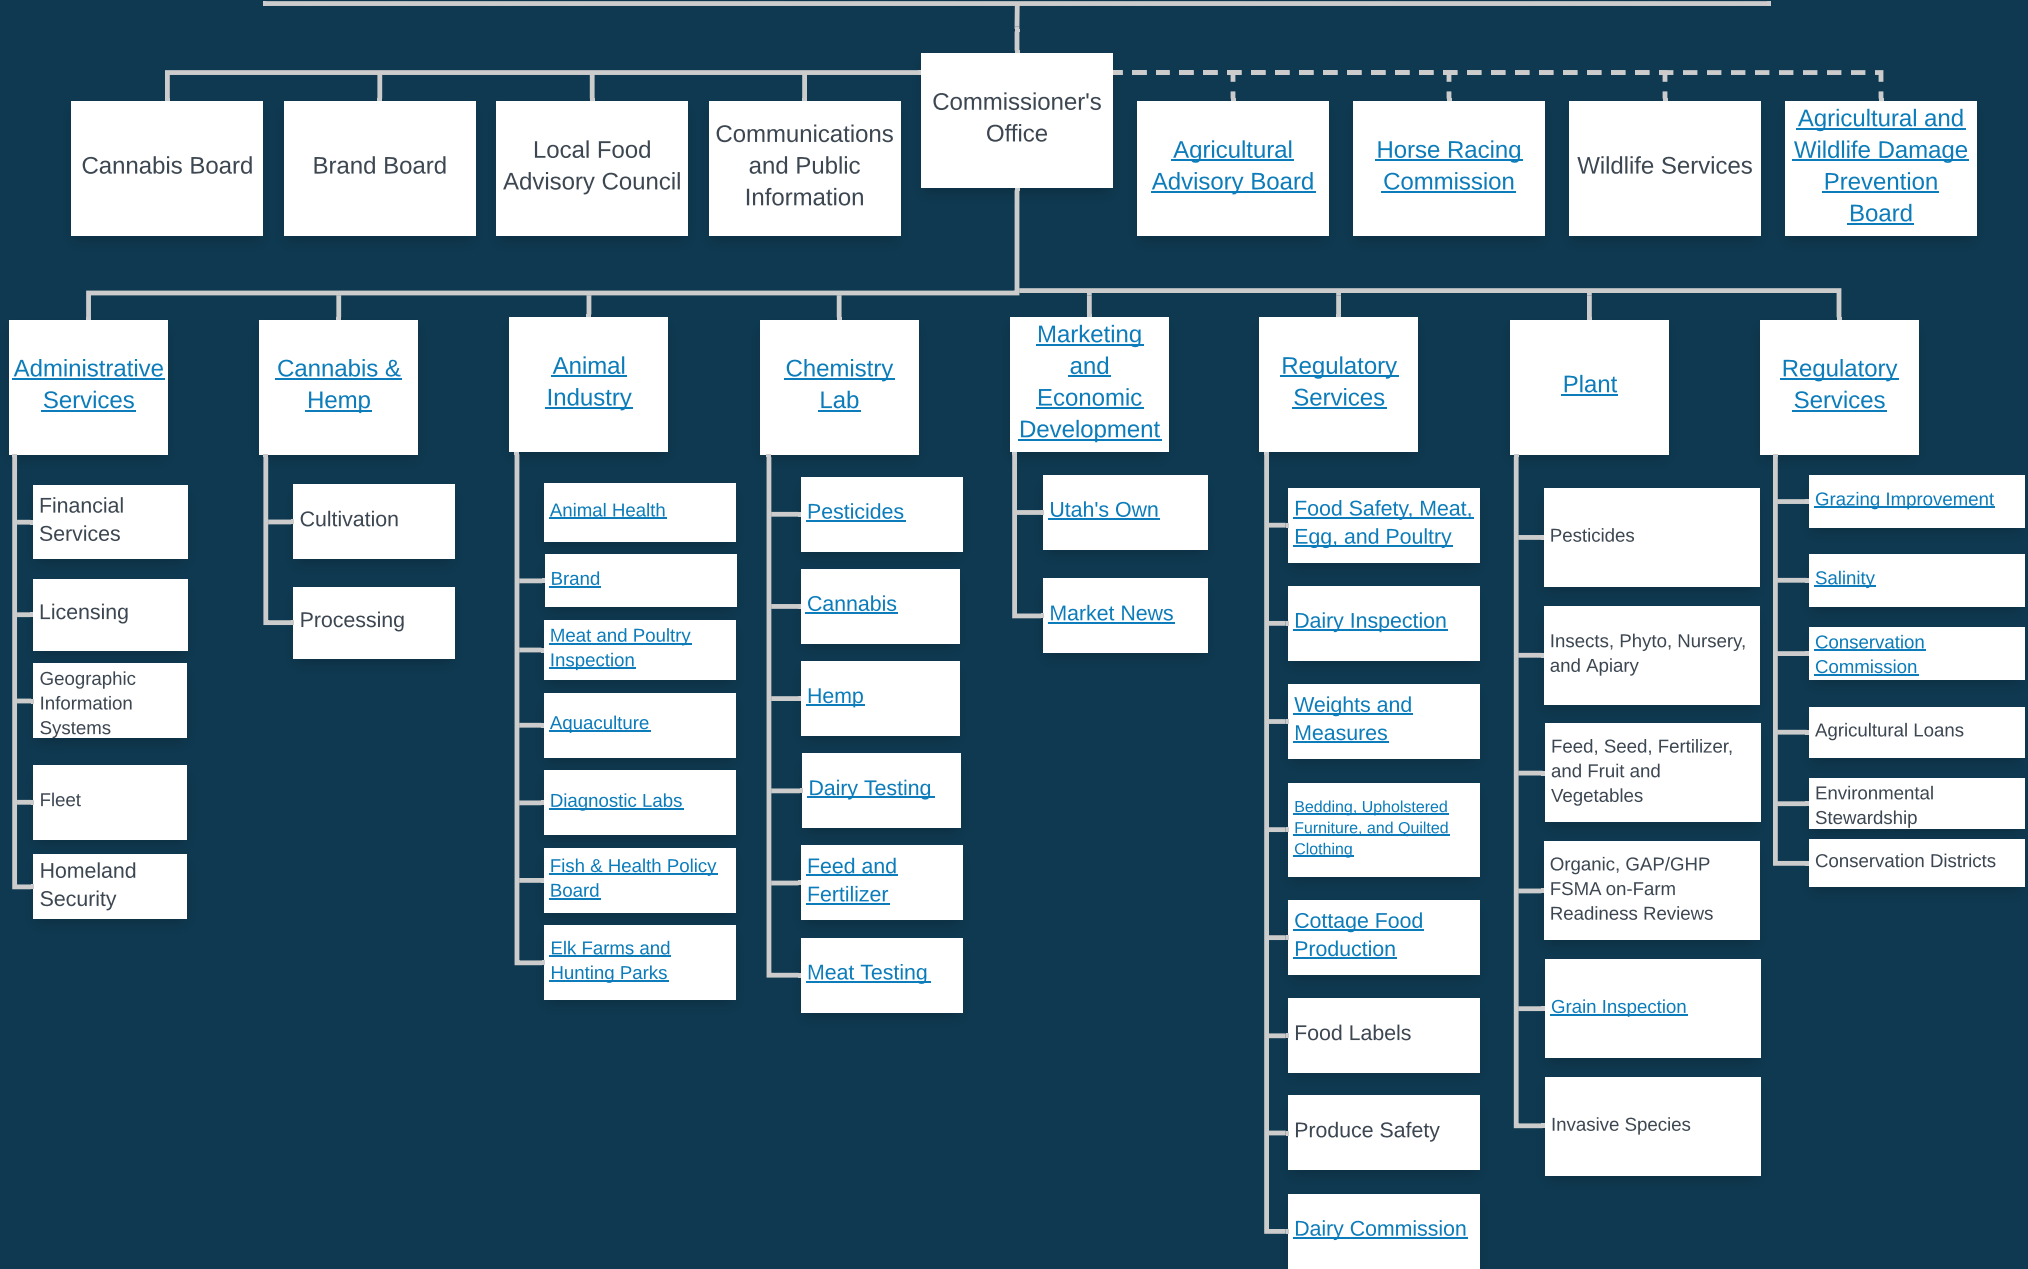 Commissioner's
Office
Cannabis Board
Brand Board
Local Food
Advisory Council
Communications
and Public
Information
Agricultural
Advisory Board
Horse Racing
Commission
Wildlife Services
Agricultural and
Wildlife Damage
Prevention
Board
Administrative
Services
Financial
Services
Licensing
Geographic
Information
Systems
Fleet
Homeland
Security
Cannabis &
Hemp
Cultivation
Processing
Animal
Industry
Animal Health
Brand
Meat and Poultry
Inspection
Aquaculture
Diagnostic Labs
Fish & Health Policy
Board
Elk Farms and
Hunting Parks
Chemistry
Lab
Pesticides
Cannabis
Hemp
Dairy Testing
Feed and
Fertilizer
Meat Testing
Marketing
and
Economic
Development
Utah's Own
Market News
Regulatory
Services
Food Safety, Meat,
Egg, and Poultry
Dairy Inspection
Weights and
Measures
Bedding, Upholstered
Furniture, and Quilted
Clothing
Cottage Food
Production
Food Labels
Produce Safety
Dairy Commission
Plant
Pesticides
Insects, Phyto, Nursery,
and Apiary
Feed, Seed, Fertilizer,
and Fruit and
Vegetables
Organic, GAP/GHP
FSMA on-Farm
Readiness Reviews
Grain Inspection
Invasive Species
Regulatory
Services
Grazing Improvement
Salinity
Conservation
Commission
Agricultural Loans
Environmental
Stewardship
Conservation Districts